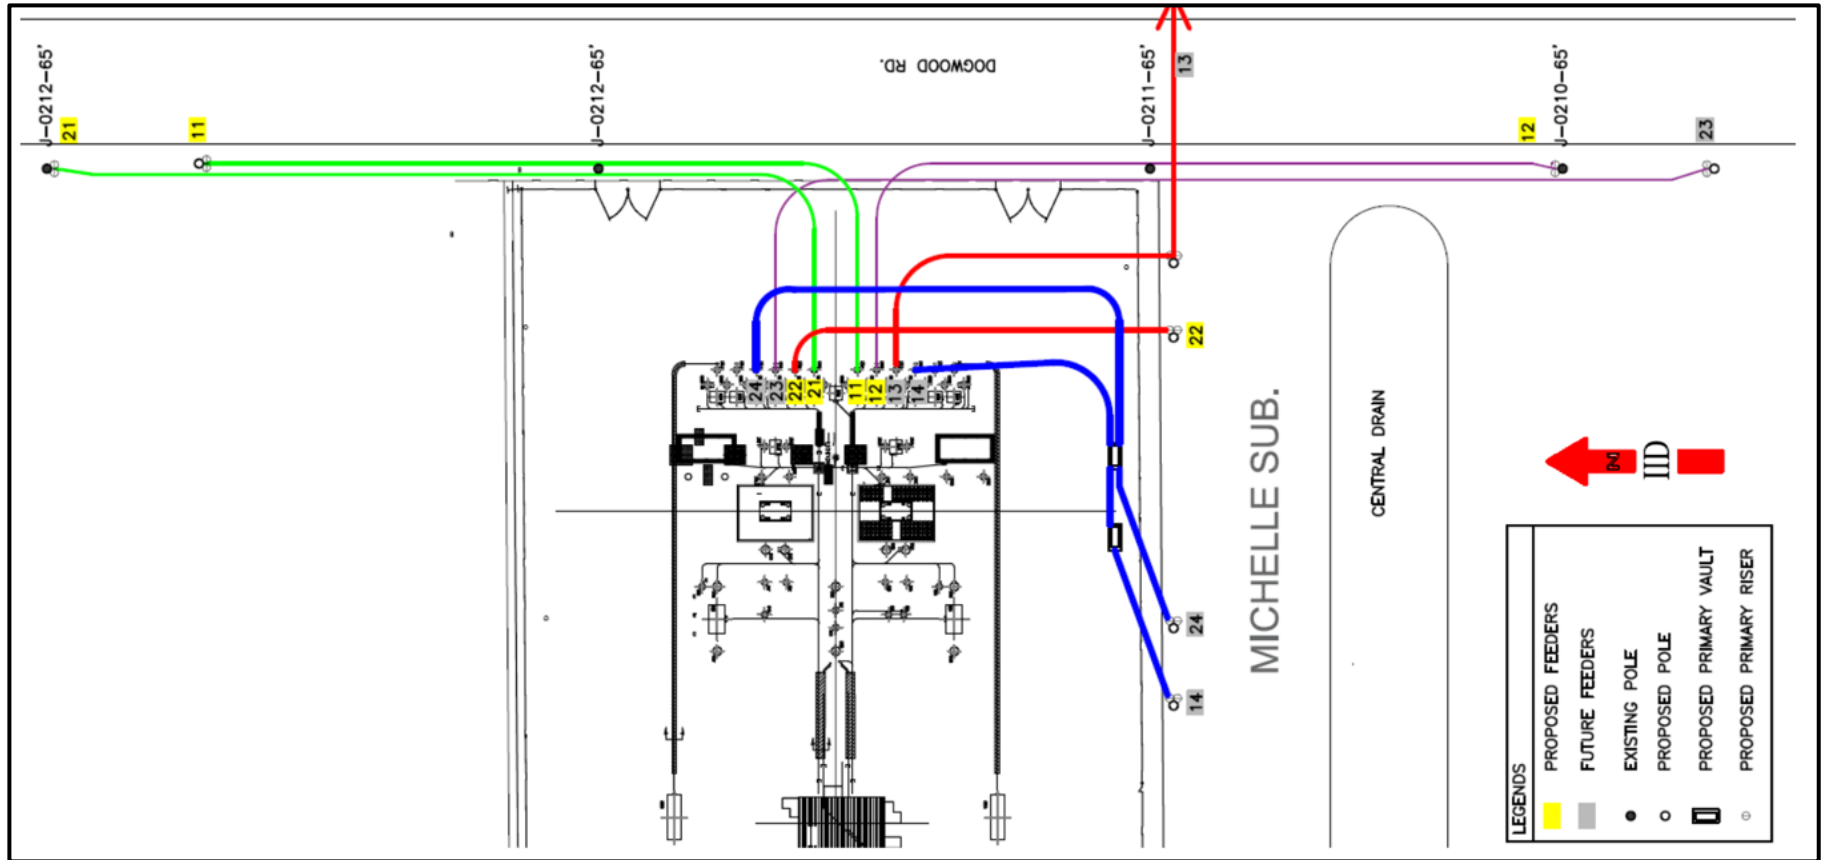 J-0212-65'
21
11
J-0212-65'
DOGWOOD RD.
J-0211-65'
13
12
J-0210-65'
23
22
24
23
22
21
11
12
13
14
MICHELLE SUB.
CENTRAL DRAIN
N
IID
24
14
LEGENDS
PROPOSED FEEDERS
FUTURE FEEDERS
EXISTING POLE
PROPOSED POLE
PROPOSED PRIMARY VAULT
PROPOSED PRIMARY RISER